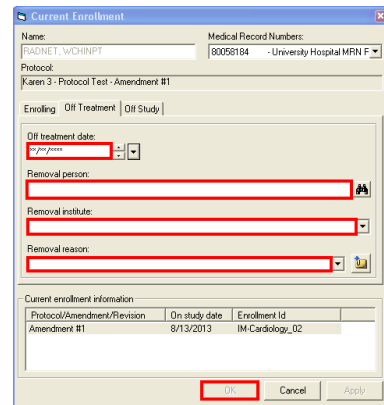 Current Enrollment
Name: Medical Record Numbers:
RADNET, WCHINPT 80058184 - University Hospital MRN F
Protocol:
Karen 3 - Protocol Test - Amendment #1
Enrolling Off Treatment Off Study
Off treatment date:
**/**/****
Removal person:
Removal institute:
Removal reason:
Current enrollment information
Protocol/Amendment/Revision On study date Enrollment Id
Amendment #1 8/13/2013 IM-Cardiology_02
OK Cancel Apply